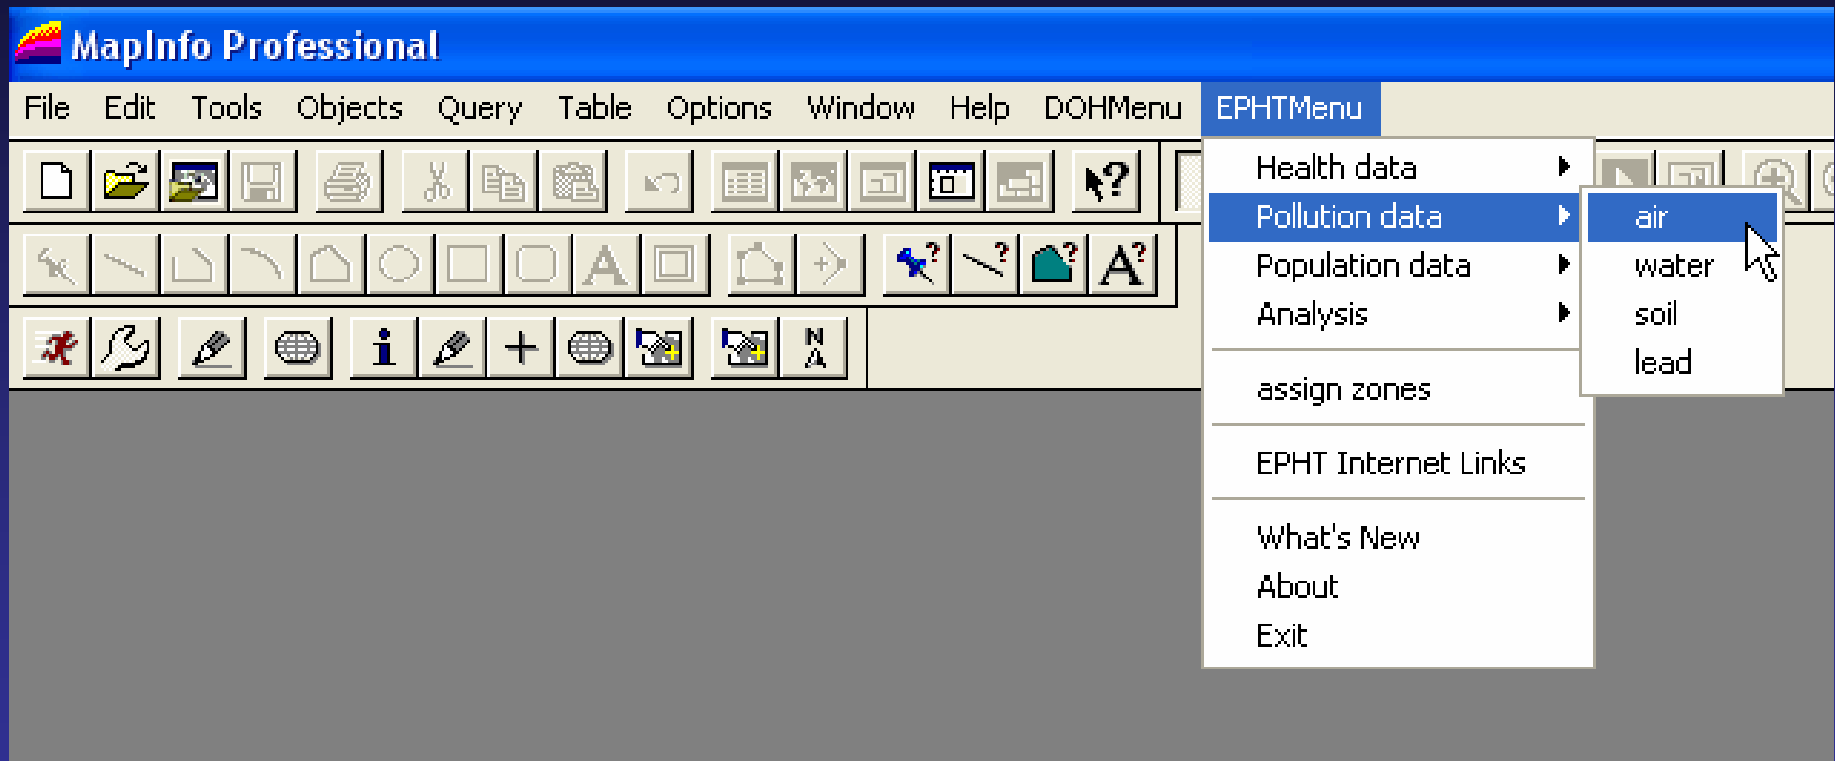 MapInfo Professional
File Edit Tools Objects Query Table Options Window Help DOHMenu EPHTMenu
Health data
Pollution data
Population data
Analysis
assign zones
EPHT Internet Links
What's New
About
Exit
air
water
soil
lead
A
A?
i
N
A